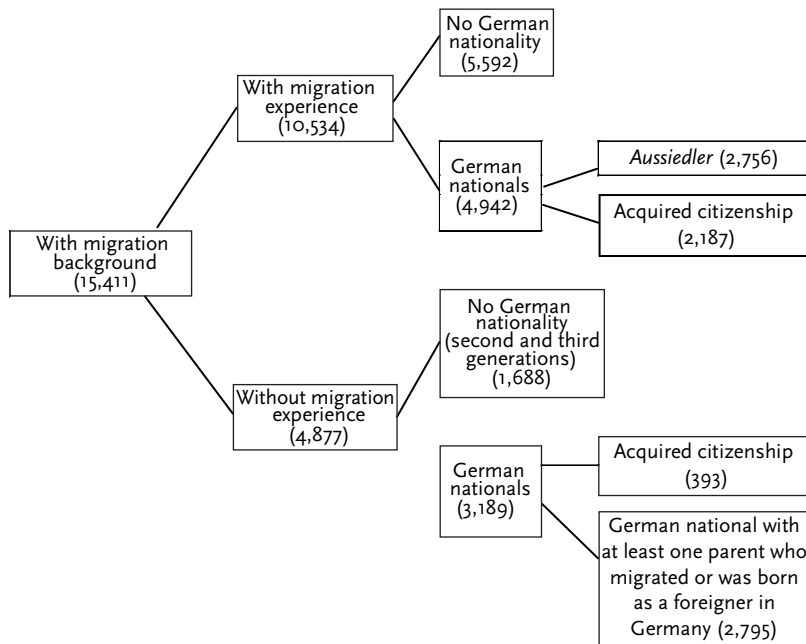 No German
nationality
(5,592)
With migration
experience
(10,534)
German
nationals
(4,942)
Aussiedler (2,756)
Acquired citizenship
(2,187)
With migration
background
(15,411)
No German
nationality
(second and third
generations)
(1,688)
Without migration
experience
(4,877)
German
nationals
(3,189)
Acquired citizenship
(393)
German national with
at least one parent who
migrated or was born
as a foreigner in
Germany (2,795)